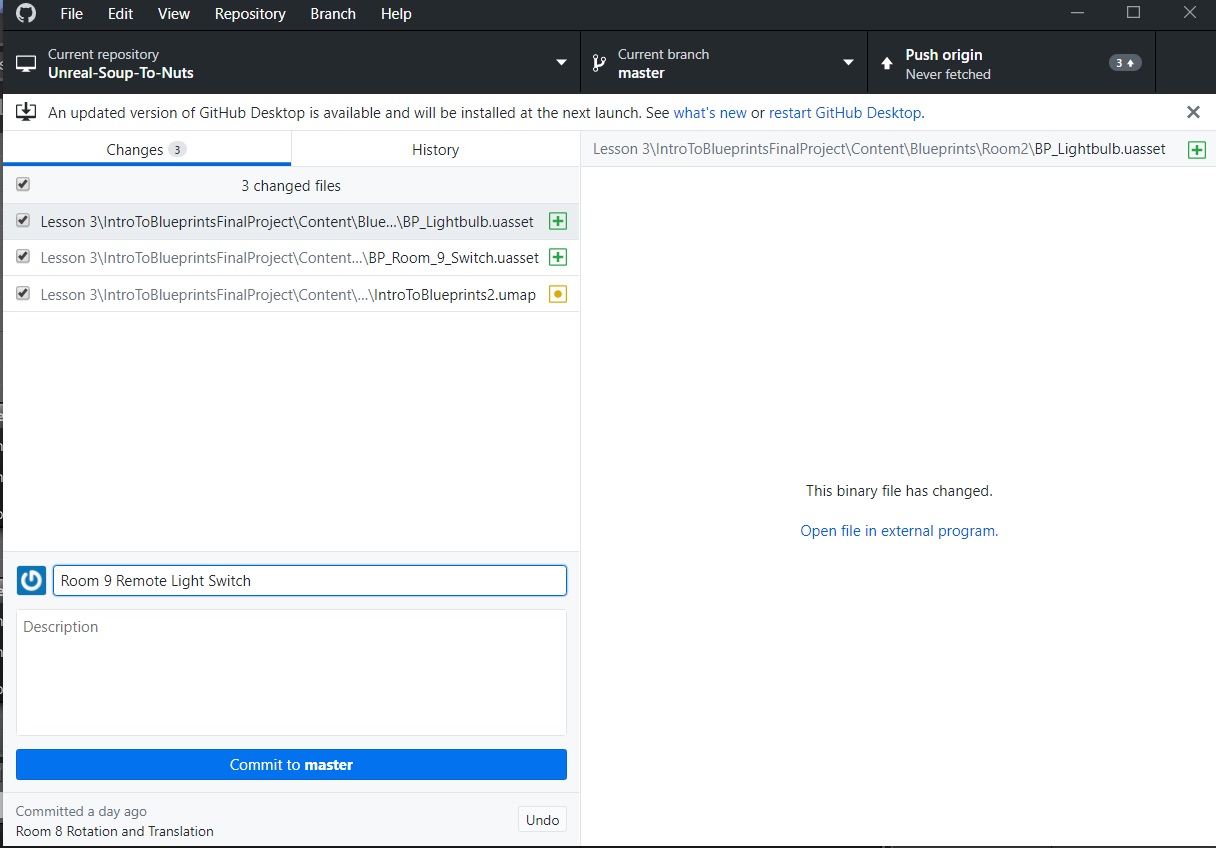 File Edit View Repository Branch Help
Current repository
Unreal-Soup-To-Nuts
Current branch
master
Push origin
Never fetched
3
An updated version of GitHub Desktop is available and will be installed at the next launch. See what's new or restart GitHub Desktop.
Changes 3
History
3 changed files
Lesson 3\IntroToBlueprintsFinalProject\Content\Blue...\BP_Lightbulb.uasset
Lesson 3\IntroToBlueprintsFinalProject\Content...\BP_Room_9_Switch.uasset
Lesson 3\IntroToBlueprintsFinalProject\Content\...\IntroToBlueprints2.umap
Lesson 3\IntroToBlueprintsFinalProject\Content\Blueprints\Room2\BP_Lightbulb.uasset
This binary file has changed.
Open file in external program.
Room 9 Remote Light Switch
Description
Commit to master
Committed a day ago
Room 8 Rotation and Translation
Undo